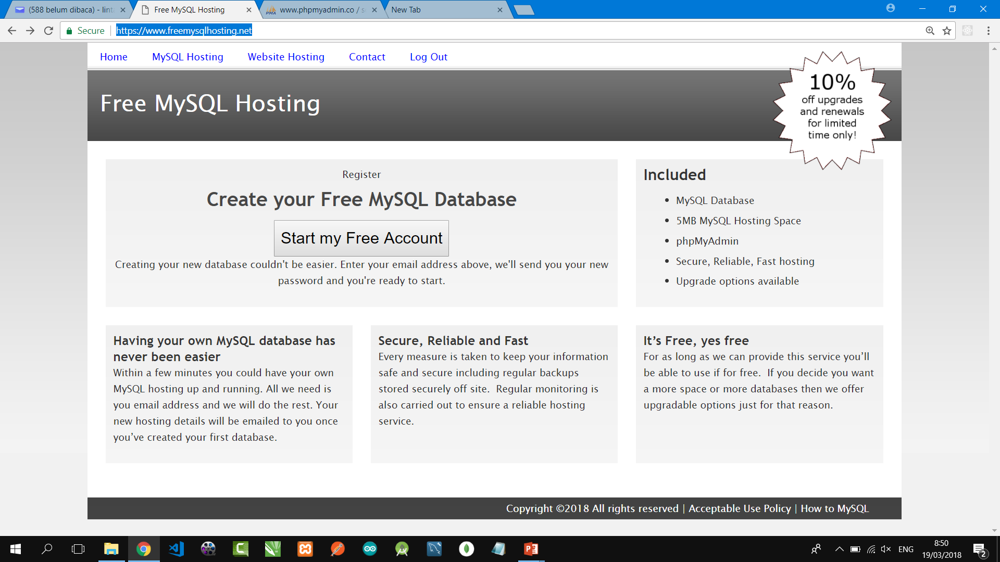 (588 belum dibaca) - lint
Free MySQL Hosting
www.phpmyadmin.co / s
New Tab
Secure
https://www.freemysqlhosting.net
Home
MySQL Hosting
Website Hosting
Contact
Log Out
Free MySQL Hosting
10%
off upgrades
and renewals
for limited
time only!
Register
Create your Free MySQL Database
Start my Free Account
Creating your new database couldn't be easier. Enter your email address above, we'll send you your new
password and you're ready to start.
Included
• MySQL Database
• 5MB MySQL Hosting Space
• phpMyAdmin
• Secure, Reliable, Fast hosting
• Upgrade options available
Having your own MySQL database has
never been easier
Within a few minutes you could have your own
MySQL hosting up and running. All we need is
you email address and we will do the rest. Your
new hosting details will be emailed to you once
you’ve created your first database.
Secure, Reliable and Fast
Every measure is taken to keep your information
safe and secure including regular backups
stored securely off site.  Regular monitoring is
also carried out to ensure a reliable hosting
service.
It’s Free, yes free
For as long as we can provide this service you’ll
be able to use if for free.  If you decide you want
a more space or more databases then we offer
upgradable options just for that reason.
Copyright ©2018 All rights reserved | Acceptable Use Policy | How to MySQL
ENG
8:50
19/03/2018
2